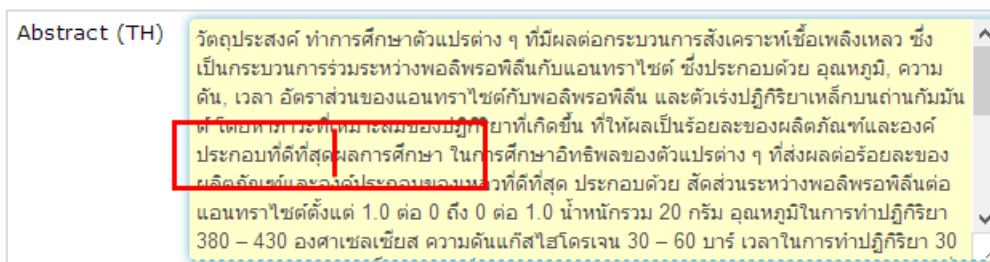 Abstract (TH)
วัตถุประสงค์ ทำการศึกษาตัวแปรต่าง ๆ ที่มีผลต่อกระบวนการสังเคราะห์เชื้อเพลิงเหลว ซึ่ง
เป็นกระบวนการร่วมระหว่างพอลิพรอพิลีนกับแอนทราไซต์ ซึ่งประกอบด้วย อุณหภูมิ, ความ
ดัน, เวลา อัตราส่วนของแอนทราไซต์กับพอลิพรอพิลีน และตัวเร่งปฏิกิริยาเหล็กบนถ่านกัมมัน
ต์ โดยหาภาวะที่เหมาะสมของปฏิกิริยาที่เกิดขึ้น ที่ให้ผลเป็นร้อยละของผลิตภัณฑ์และองค์
ประกอบที่ดีที่สุดผลการศึกษา ในการศึกษาอิทธิพลของตัวแปรต่าง ๆ ที่ส่งผลต่อร้อยละของ
ผลิตภัณฑ์และองค์ประกอบของเหลวที่ดีที่สุด ประกอบด้วย สัดส่วนระหว่างพอลิพรอพิลีนต่อ
แอนทราไซต์ตั้งแต่ 1.0 ต่อ 0 ถึง 0 ต่อ 1.0 น้ำหนักรวม 20 กรัม อุณหภูมิในการทำปฏิกิริยา
380 – 430 องศาเซลเซียส ความดันแก๊สไฮโดรเจน 30 – 60 บาร์ เวลาในการทำปฏิกิริยา 30